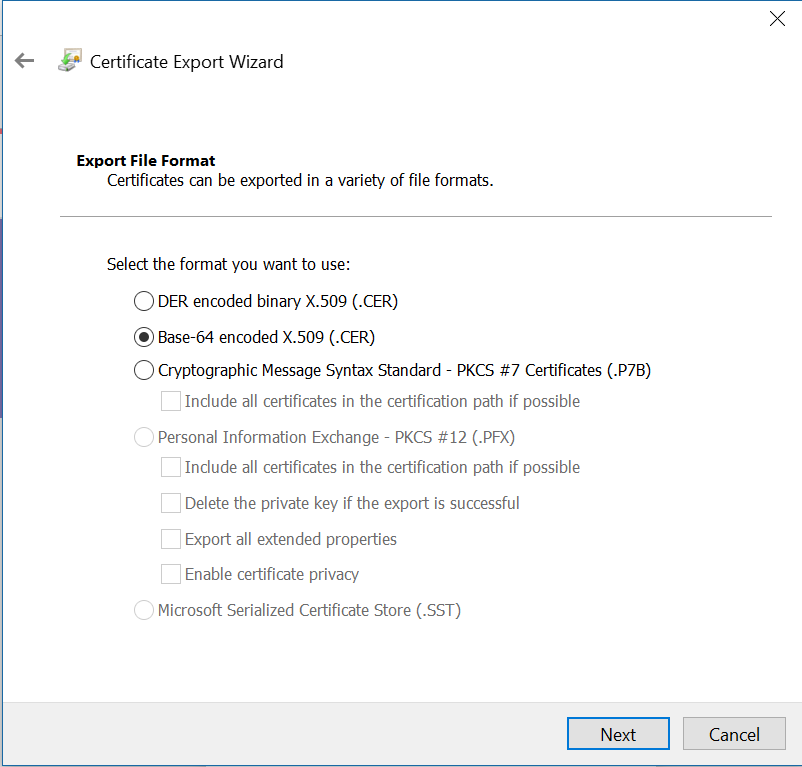 Certificate Export Wizard
Export File Format
Certificates can be exported in a variety of file formats.
Select the format you want to use:
DER encoded binary X.509 (.CER)
Base-64 encoded X.509 (.CER)
Cryptographic Message Syntax Standard - PKCS #7 Certificates (.P7B)
Include all certificates in the certification path if possible
Personal Information Exchange - PKCS #12 (.PFX)
Include all certificates in the certification path if possible
Delete the private key if the export is successful
Export all extended properties
Enable certificate privacy
Microsoft Serialized Certificate Store (.SST)
Next Cancel